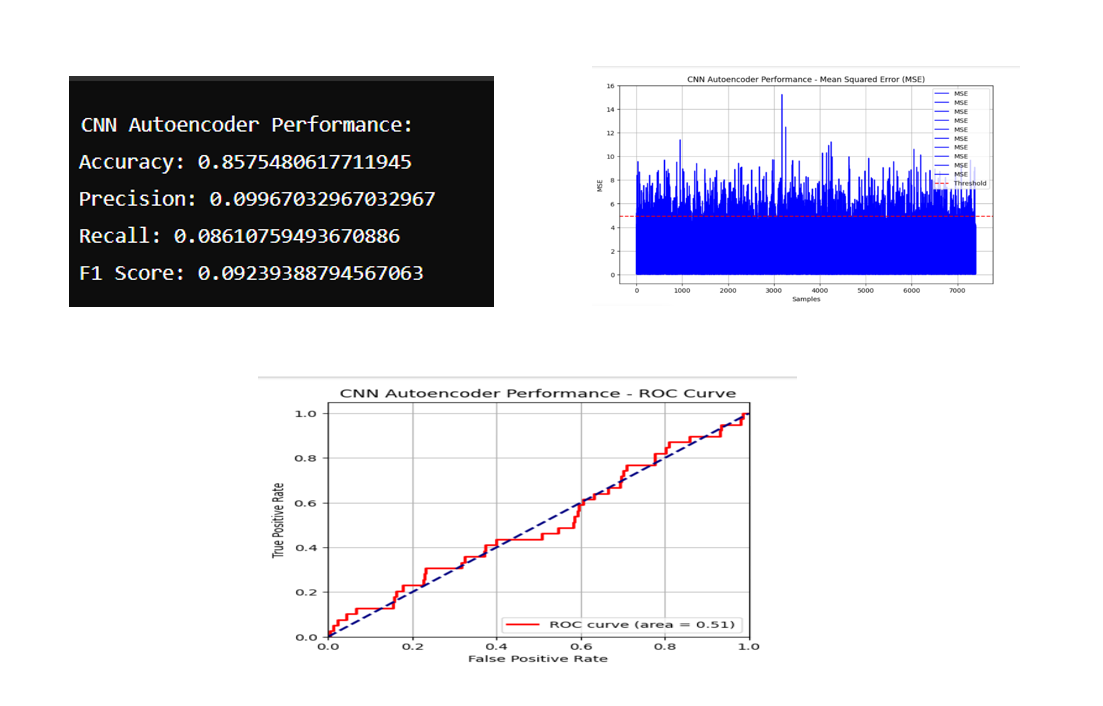 CNN Autoencoder Performance:
Accuracy: 0.8575480617711945
Precision: 0.09967032967032967
Recall: 0.08610759493670886
F1 Score: 0.09239388794567063
CNN Autoencoder Performance - Mean Squared Error (MSE)
16
14
12
10
8
6
4
2
0
MSE
MSE
MSE
MSE
MSE
MSE
MSE
MSE
MSE
MSE
MSE
Threshold
0 1000 2000 3000 4000 5000 6000 7000
Samples
CNN Autoencoder Performance - ROC Curve
1.0
0.8
0.6
0.4
0.2
0.0
True Positive Rate
ROC curve (area = 0.51)
0.0 0.2 0.4 0.6 0.8 1.0
False Positive Rate